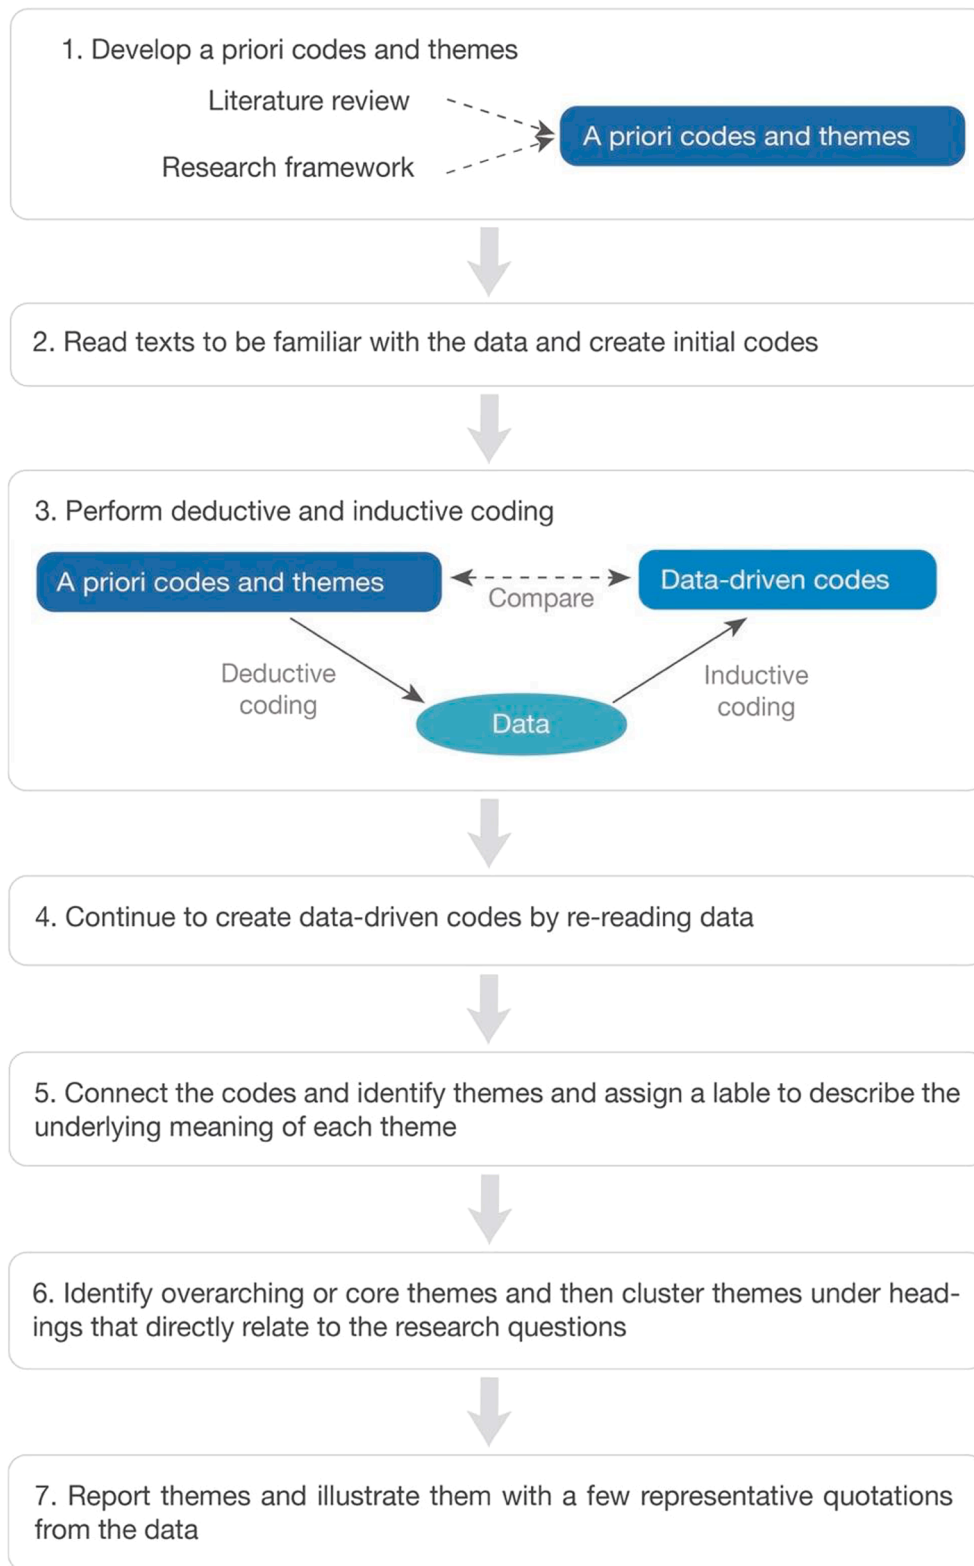 1. Develop a priori codes and themes
Literature review
A priori codes and themes
Research framework
2. Read texts to be familiar with the data and create initial codes
3. Perform deductive and inductive coding
A priori codes and themes
Compare
Data-driven codes
Deductive
coding
Inductive
coding
Data
4. Continue to create data-driven codes by re-reading data
5. Connect the codes and identify themes and assign a lable to describe the
underlying meaning of each theme
6. Identify overarching or core themes and then cluster themes under head-
ings that directly relate to the research questions
7. Report themes and illustrate them with a few representative quotations
from the data